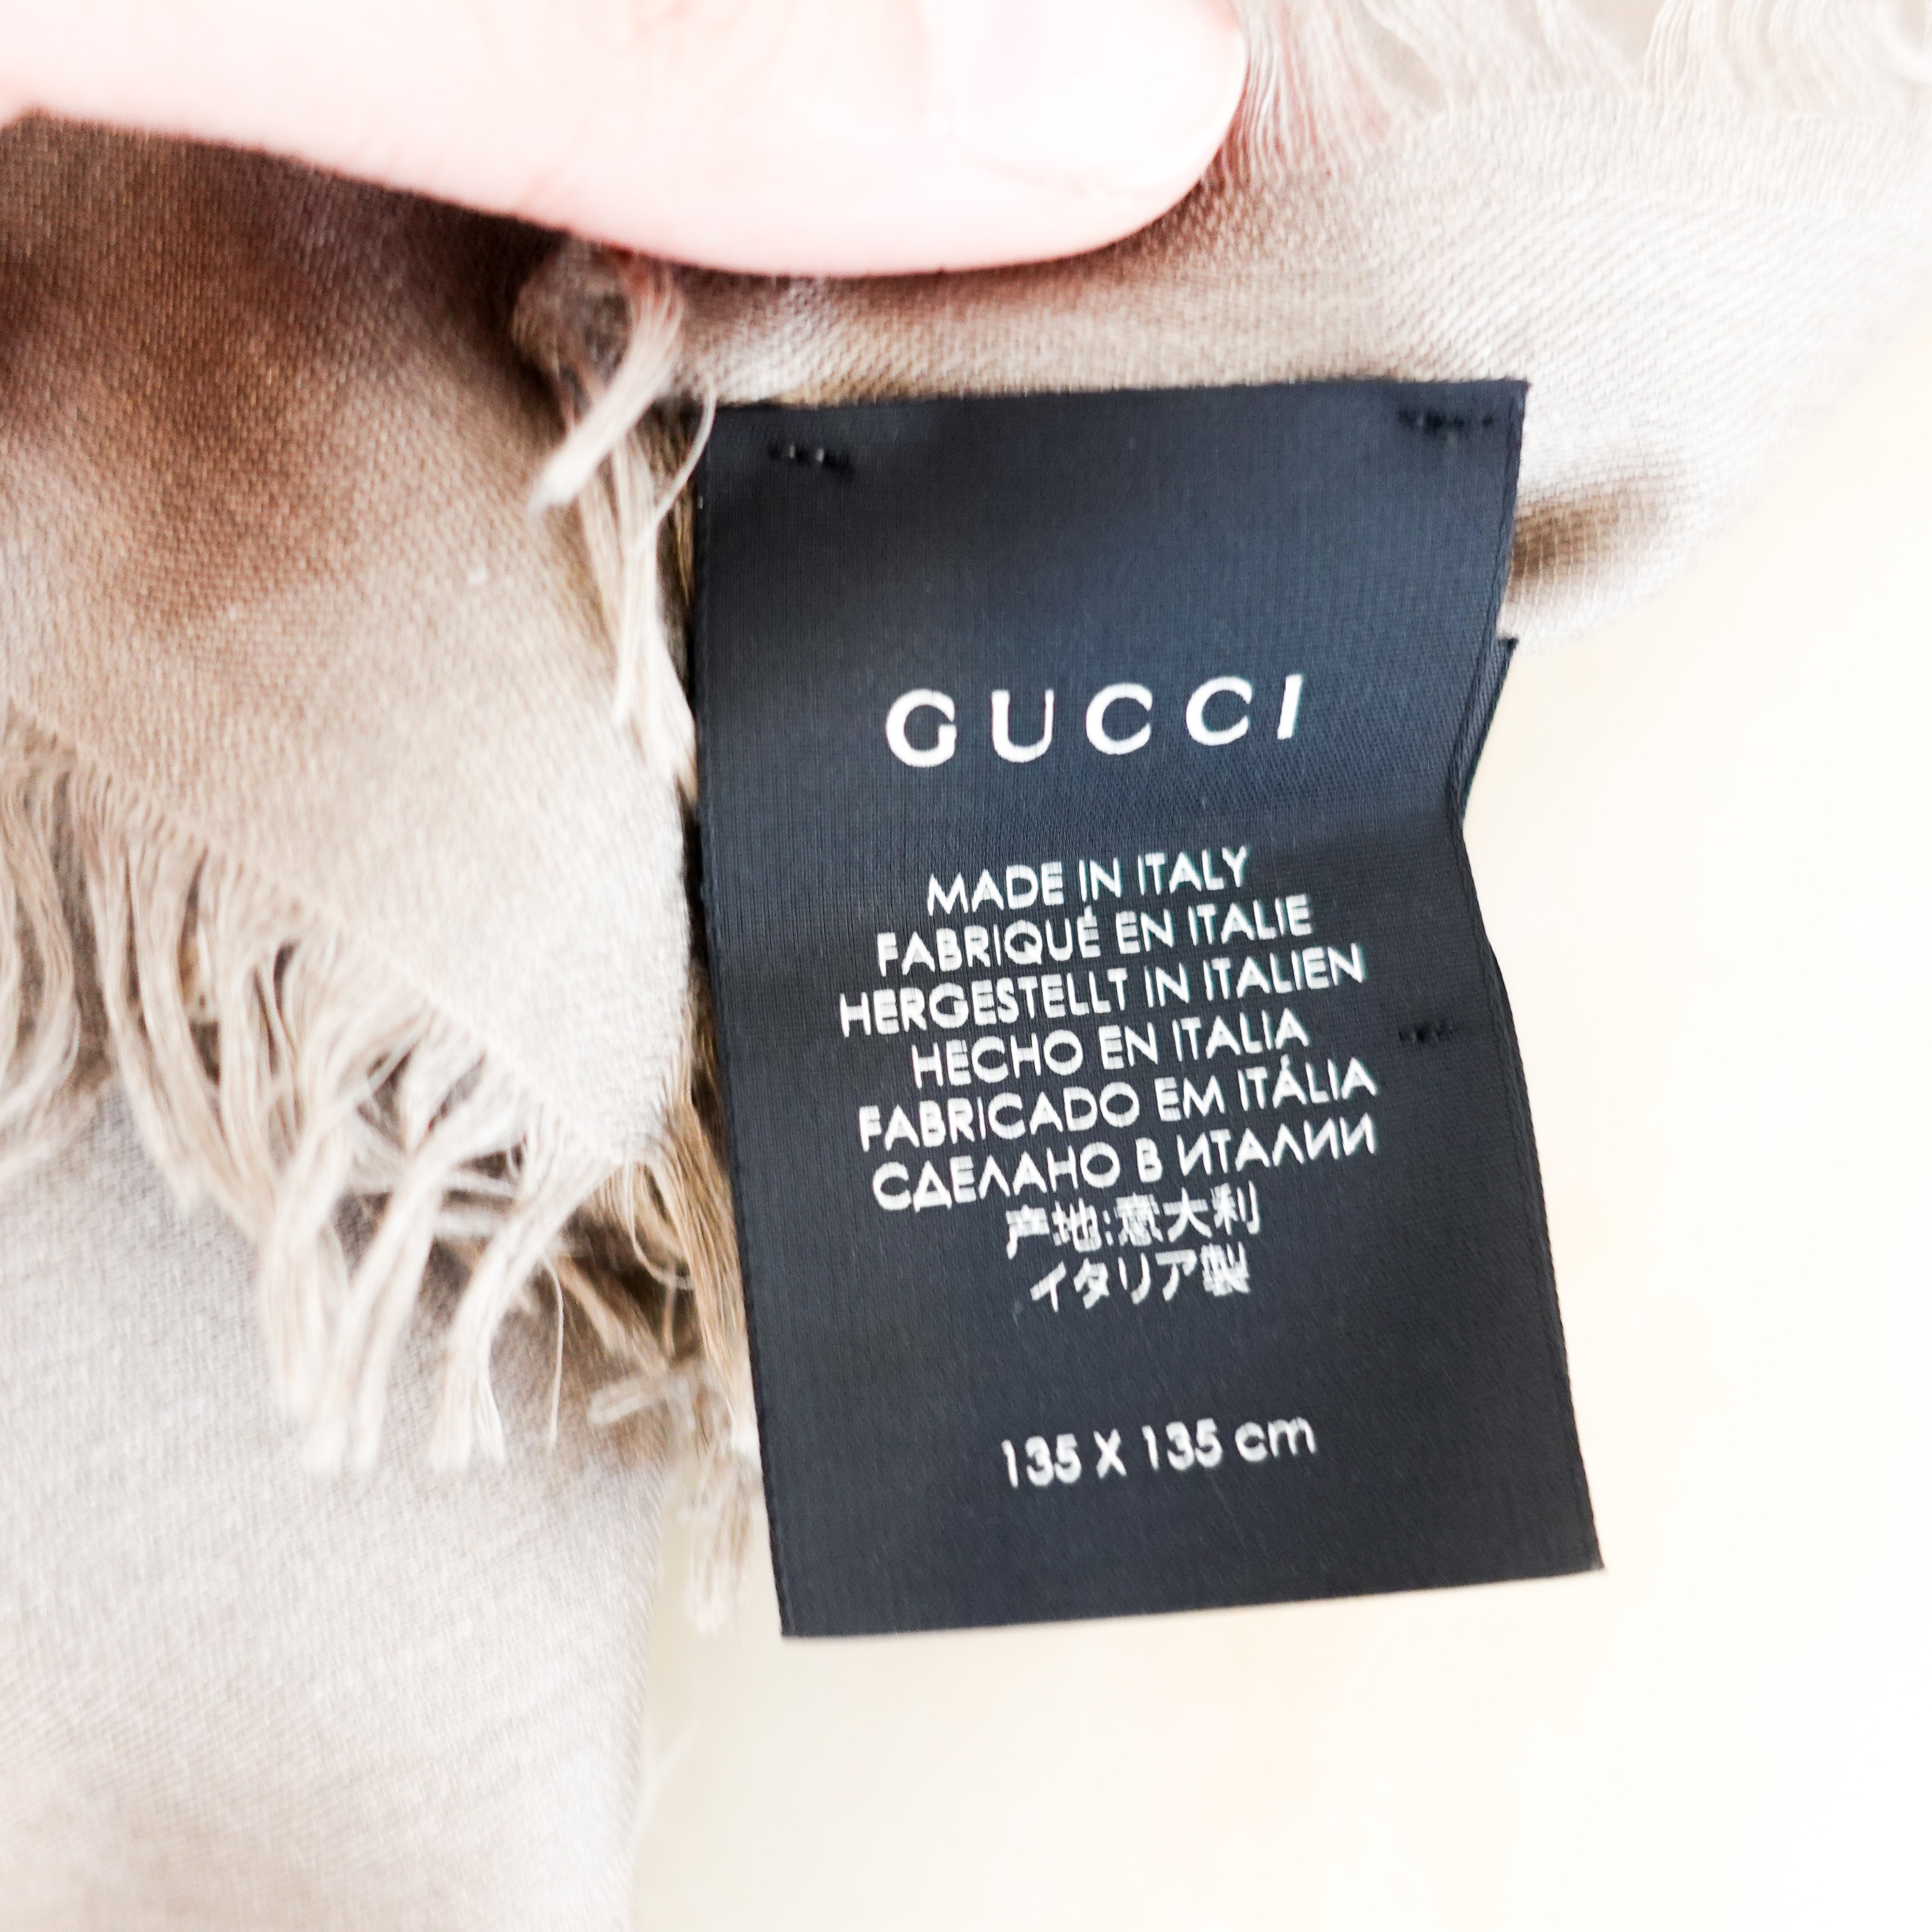 GUCCI
MADE IN ITALY
FABRIQUÉ EN ITALIE
HERGESTELLT IN ITALIEN
HECHO EN ITALIA
FABRICADO EM ITÁLIA
СДЕЛАНО В ИТАЛИИ
产地:意大利
イタリア製
135 X 135 cm